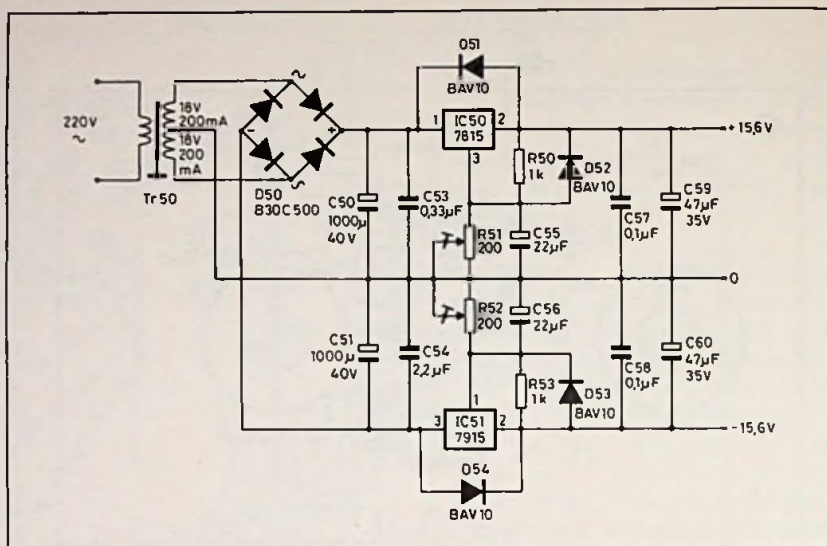 220V
~
18V
200mA
18V
200
mA
Tr50
~
-
+
~
D50
B30C500
C50
1000µ
40V
C51
1000µ
40V
C53
0,33µF
C54
2,2µF
D51
BAV10
1
IC50
7815
2
3
R50
1k
D52
BAV10
R51
200
C55
22µF
R52
200
C56
22µF
R53
1k
D53
BAV10
1
3
IC51
7915
2
D54
BAV10
C57
0,1µF
C58
0,1µF
C59
47µF
35V
C60
47µF
35V
+15,6V
0
-15,6V